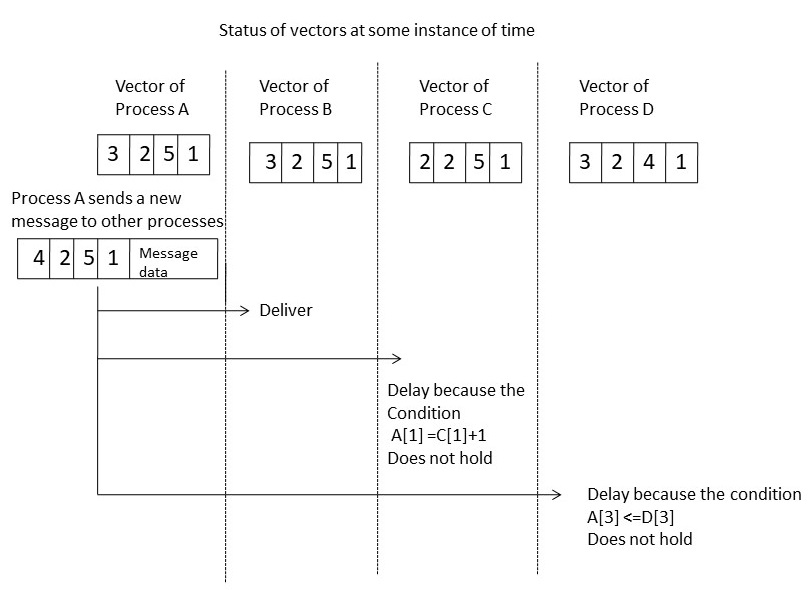 Status of vectors at some instance of time
Vector of
Process A
Vector of
Process B
Vector of
Process C
Vector of
Process D
3 2 5 1
3 2 5 1
2 2 5 1
3 2 4 1
Process A sends a new
message to other processes
4 2 5 1 Message
data
Deliver
Delay because the
Condition
A[1] =C[1]+1
Does not hold
Delay because the condition
A[3] <=D[3]
Does not hold